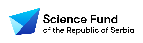 Science Fund
of the Republic of Serbia